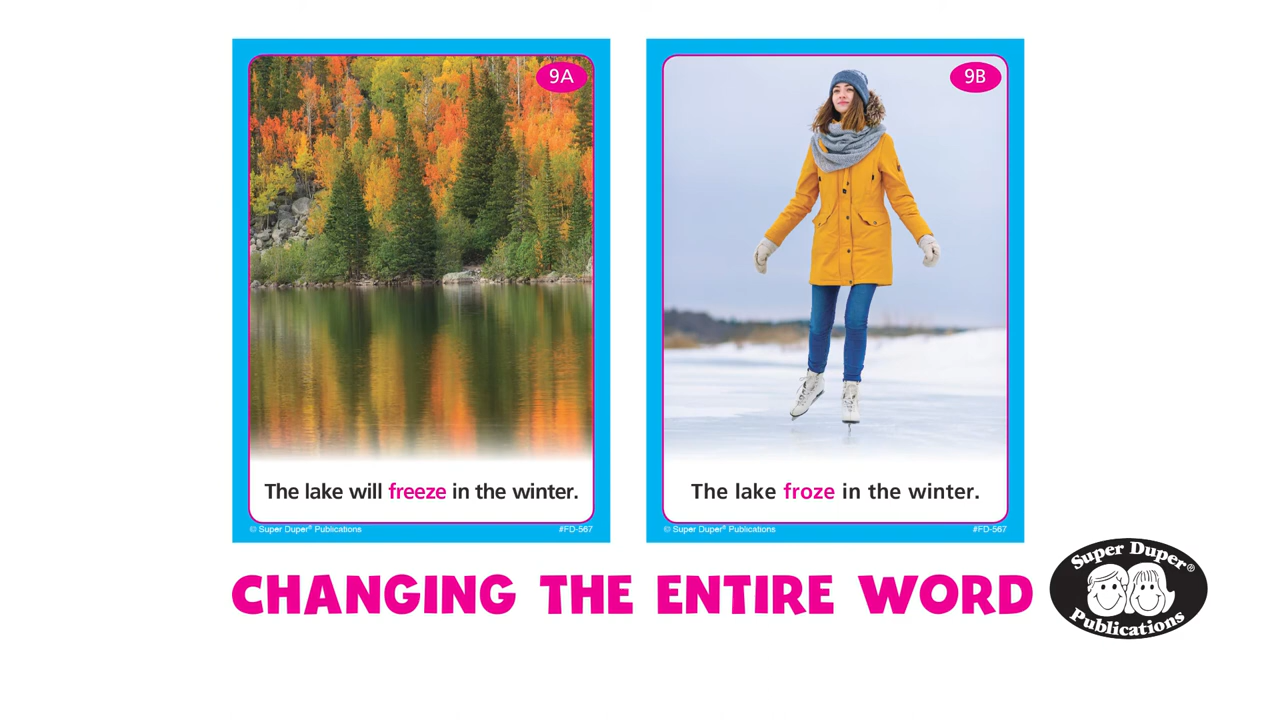 9A
The lake will freeze in the winter.
© Super Duper® Publications #FD-567
9B
The lake froze in the winter.
© Super Duper® Publications #FD-567
CHANGING THE ENTIRE WORD
Super Duper®
Publications